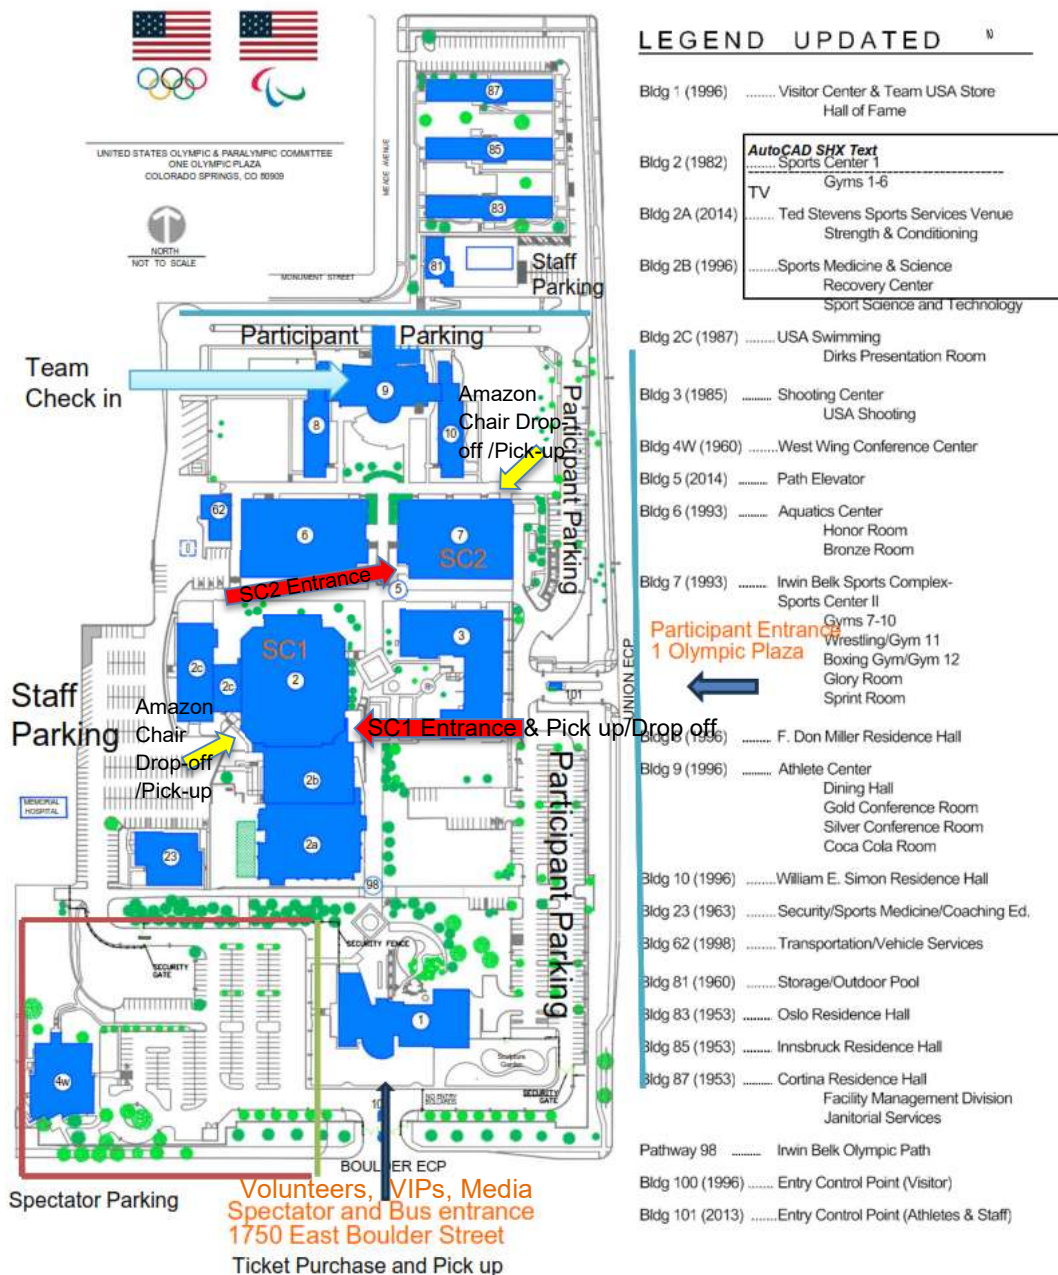 UNITED STATES OLYMPIC & PARALYMPIC COMMITTEE
ONE OLYMPIC PLAZA
COLORADO SPRINGS, CO 80909
NORTH
NOT TO SCALE
MEADE AVENUE
MONUMENT STREET
87
85
83
81
Staff
Parking
Participant Parking
Team
Check in
9
8
10
Amazon
Chair Drop-
off /Pick-up
Participant Parking
62
6
7
SC2
SC2 Entrance
5
SC1
2
2c
2c
3
UNION ECP
101
Participant Entrance
1 Olympic Plaza
Staff
Parking
Amazon
Chair
Drop-off
/Pick-up
SC1 Entrance & Pick up/Drop off
2b
2a
MEMORIAL
HOSPITAL
23
98
Participant Parking
SECURITY FENCE
SECURITY
GATE
1
4w
Sculpture
Garden
SECURITY
GATE
NO ENTRY
BOLLARDS
10
BOULDER ECP
Spectator Parking
Volunteers, VIPs, Media
Spectator and Bus entrance
1750 East Boulder Street
Ticket Purchase and Pick up
LEGEND UPDATED
Bldg 1 (1996) ........ Visitor Center & Team USA Store
Hall of Fame
AutoCAD SHX Text
Bldg 2 (1982) ........ Sports Center 1
Gyms 1-6
TV
Bldg 2A (2014) ........ Ted Stevens Sports Services Venue
Strength & Conditioning
Bldg 2B (1996) ........Sports Medicine & Science
Recovery Center
Sport Science and Technology
Bldg 2C (1987) ........ USA Swimming
Dirks Presentation Room
Bldg 3 (1985) .......... Shooting Center
USA Shooting
Bldg 4W (1960) ........West Wing Conference Center
Bldg 5 (2014) .......... Path Elevator
Bldg 6 (1993) .......... Aquatics Center
Honor Room
Bronze Room
Bldg 7 (1993) .......... Irwin Belk Sports Complex-
Sports Center II
Gyms 7-10
Wrestling/Gym 11
Boxing Gym/Gym 12
Glory Room
Sprint Room
Bldg 8 (1996) .......... F. Don Miller Residence Hall
Bldg 9 (1996) .......... Athlete Center
Dining Hall
Gold Conference Room
Silver Conference Room
Coca Cola Room
Bldg 10 (1996) ........William E. Simon Residence Hall
Bldg 23 (1963) ........Security/Sports Medicine/Coaching Ed.
Bldg 62 (1998) ........ Transportation/Vehicle Services
Bldg 81 (1960) ........Storage/Outdoor Pool
Bldg 83 (1953) ........ Oslo Residence Hall
Bldg 85 (1953) .......... Innsbruck Residence Hall
Bldg 87 (1953) .......... Cortina Residence Hall
Facility Management Division
Janitorial Services
Pathway 98 .......... Irwin Belk Olympic Path
Bldg 100 (1996) ....... Entry Control Point (Visitor)
Bldg 101 (2013) .......Entry Control Point (Athletes & Staff)